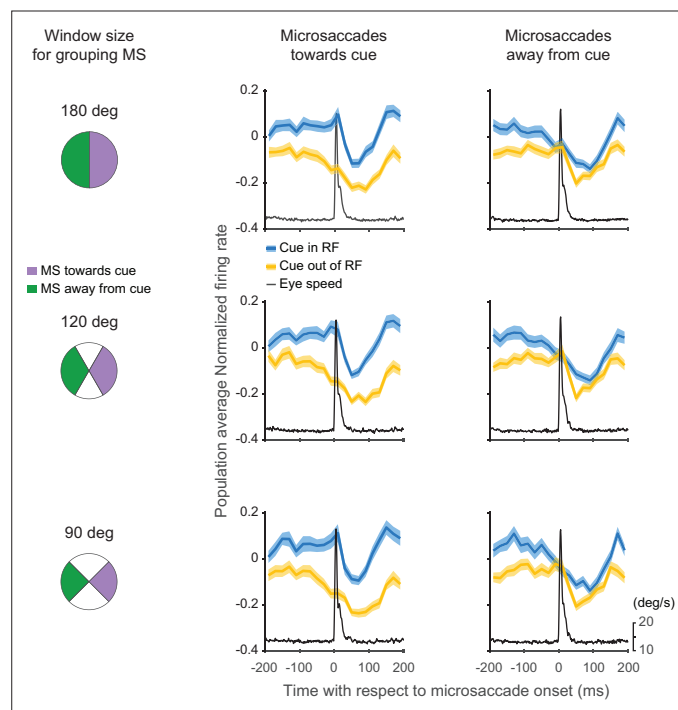 Window size
for grouping MS
Microsaccades
towards cue
Microsaccades
away from cue
180 deg
MS towards cue
MS away from cue
120 deg
90 deg
Population average Normalized firing rate
0.2
0
-0.2
-0.4
Cue in RF
Cue out of RF
Eye speed
0.2
0
-0.2
-0.4
0.2
0
-0.2
-0.4
-200
-100
0
100
200
-200
-100
0
100
200
(deg/s)
20
10
Time with respect to microsaccade onset (ms)